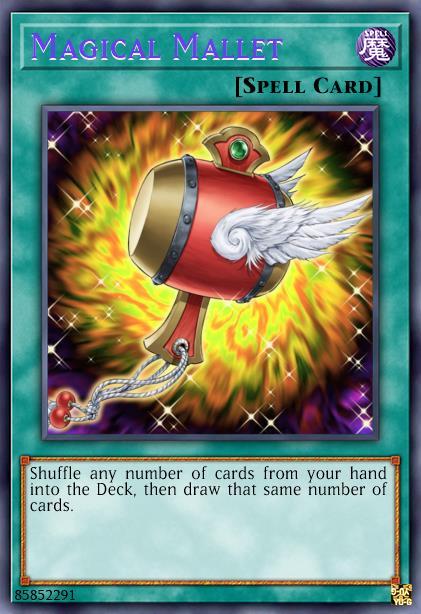 Magical Mallet
SPELL
魔
[Spell Card]
Shuffle any number of cards from your hand
into the Deck, then draw that same number of
cards.
85852291